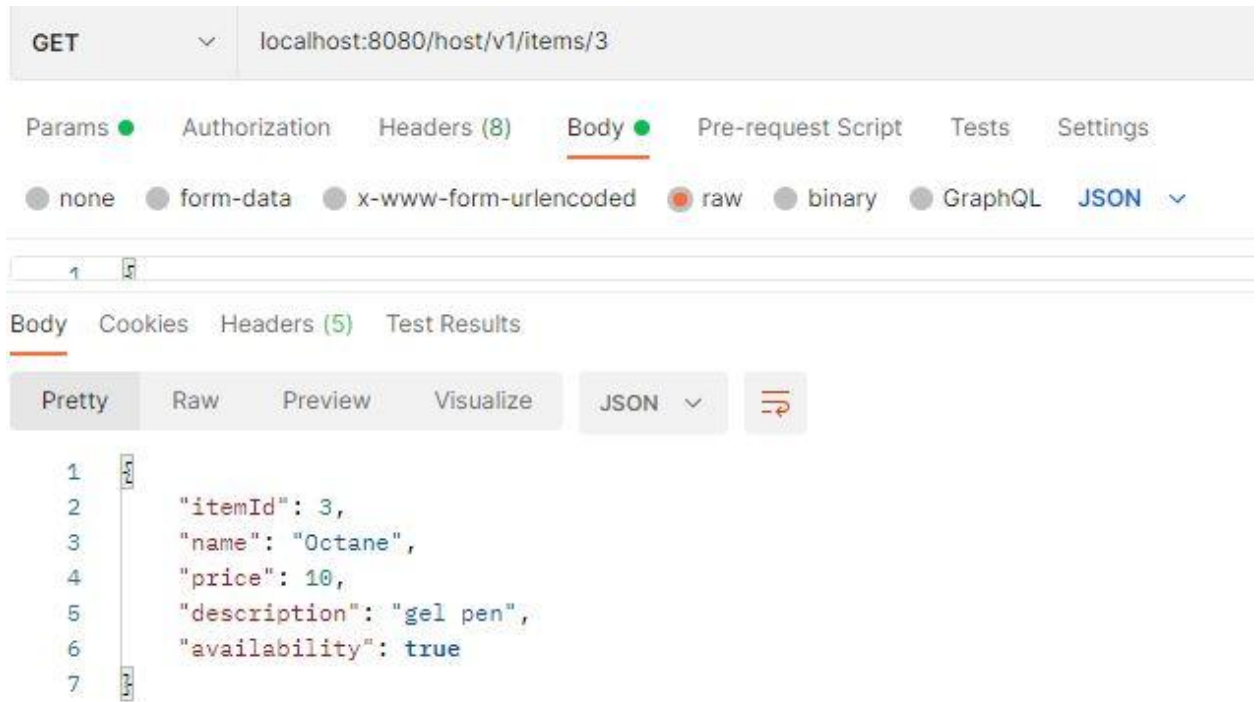 GET localhost:8080/host/v1/items/3
Params Authorization Headers (8) Body Pre-request Script Tests Settings
none form-data x-www-form-urlencoded raw binary GraphQL JSON
1 {
Body Cookies Headers (5) Test Results
Pretty Raw Preview Visualize JSON
1 {
2 "itemId": 3,
3 "name": "Octane",
4 "price": 10,
5 "description": "gel pen",
6 "availability": true
7 }